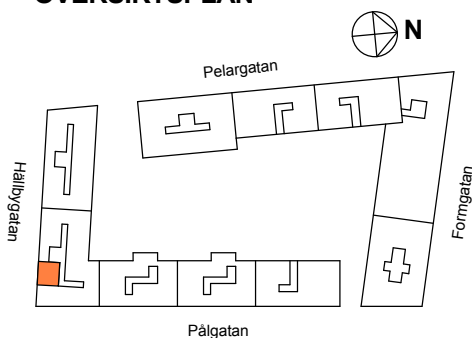 ÖVERSIKTSPLAN
N
Pelargatan
Hällbygatan
Formgatan
Pålgatan